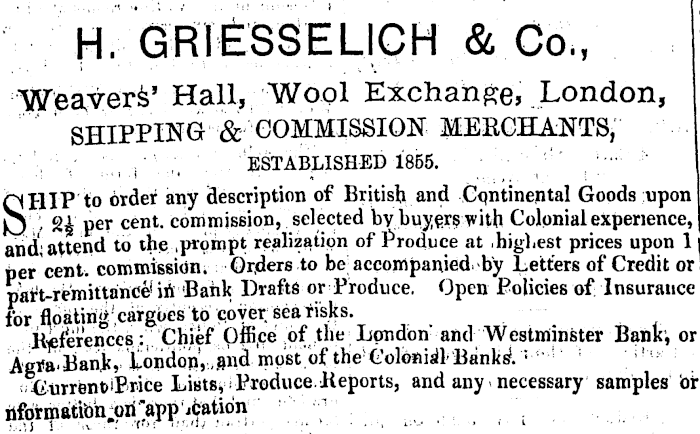 H. GRIESSELICH & Co.,
Weavers' Hall, Wool Exchange, London,
SHIPPING & COMMISSION MERCHANTS,
ESTABLISHED 1855.
SHIP to order any description of British and Continental Goods upon
2½ per cent. commission, selected by buyers with Colonial experience,
and attend to the prompt realization of Produce at highest prices upon 1
per cent. commission. Orders to be accompanied by Letters of Credit or
part-remittance in Bank Drafts or Produce. Open Policies of Insurance
for floating cargoes to cover sea risks.
References: Chief Office of the London and Westminster Bank, or
Agra Bank, London, and most of the Colonial Banks.
Current Price Lists, Produce Reports, and any necessary samples or
nformation on application